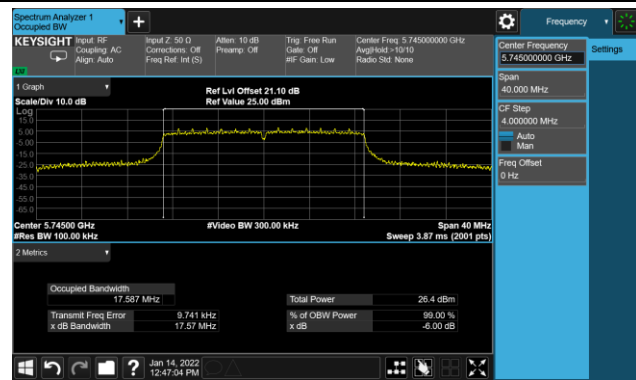 Spectrum Analyzer 1
Occupied BW
+
Frequency
KEYSIGHT
Input: RF
Coupling: AC
Align: Auto
Input Z: 50 Ω
Corrections: Off
Freq Ref: Int (S)
Atten: 10 dB
Preamp: Off
Trig: Free Run
Gate: Off
#IF Gain: Low
Center Freq: 5.745000000 GHz
Avg|Hold:>10/10
Radio Std: None
LW
1 Graph
Scale/Div 10.0 dB
Ref Lvl Offset 21.10 dB
Ref Value 25.00 dBm
Log
15.0
5.00
-5.00
-15.0
-25.0
-35.0
-45.0
-55.0
-65.0
Center 5.74500 GHz
#Res BW 100.00 kHz
#Video BW 300.00 kHz
Span 40 MHz
Sweep 3.87 ms (2001 pts)
2 Metrics
Occupied Bandwidth
17.587 MHz
Transmit Freq Error
9.741 kHz
x dB Bandwidth
17.57 MHz
Total Power
26.4 dBm
% of OBW Power
99.00 %
x dB
-6.00 dB
Center Frequency
5.745000000 GHz
Settings
Span
40.000 MHz
CF Step
4.000000 MHz
Auto
Man
Freq Offset
0 Hz
?
Jan 14, 2022
12:47:04 PM